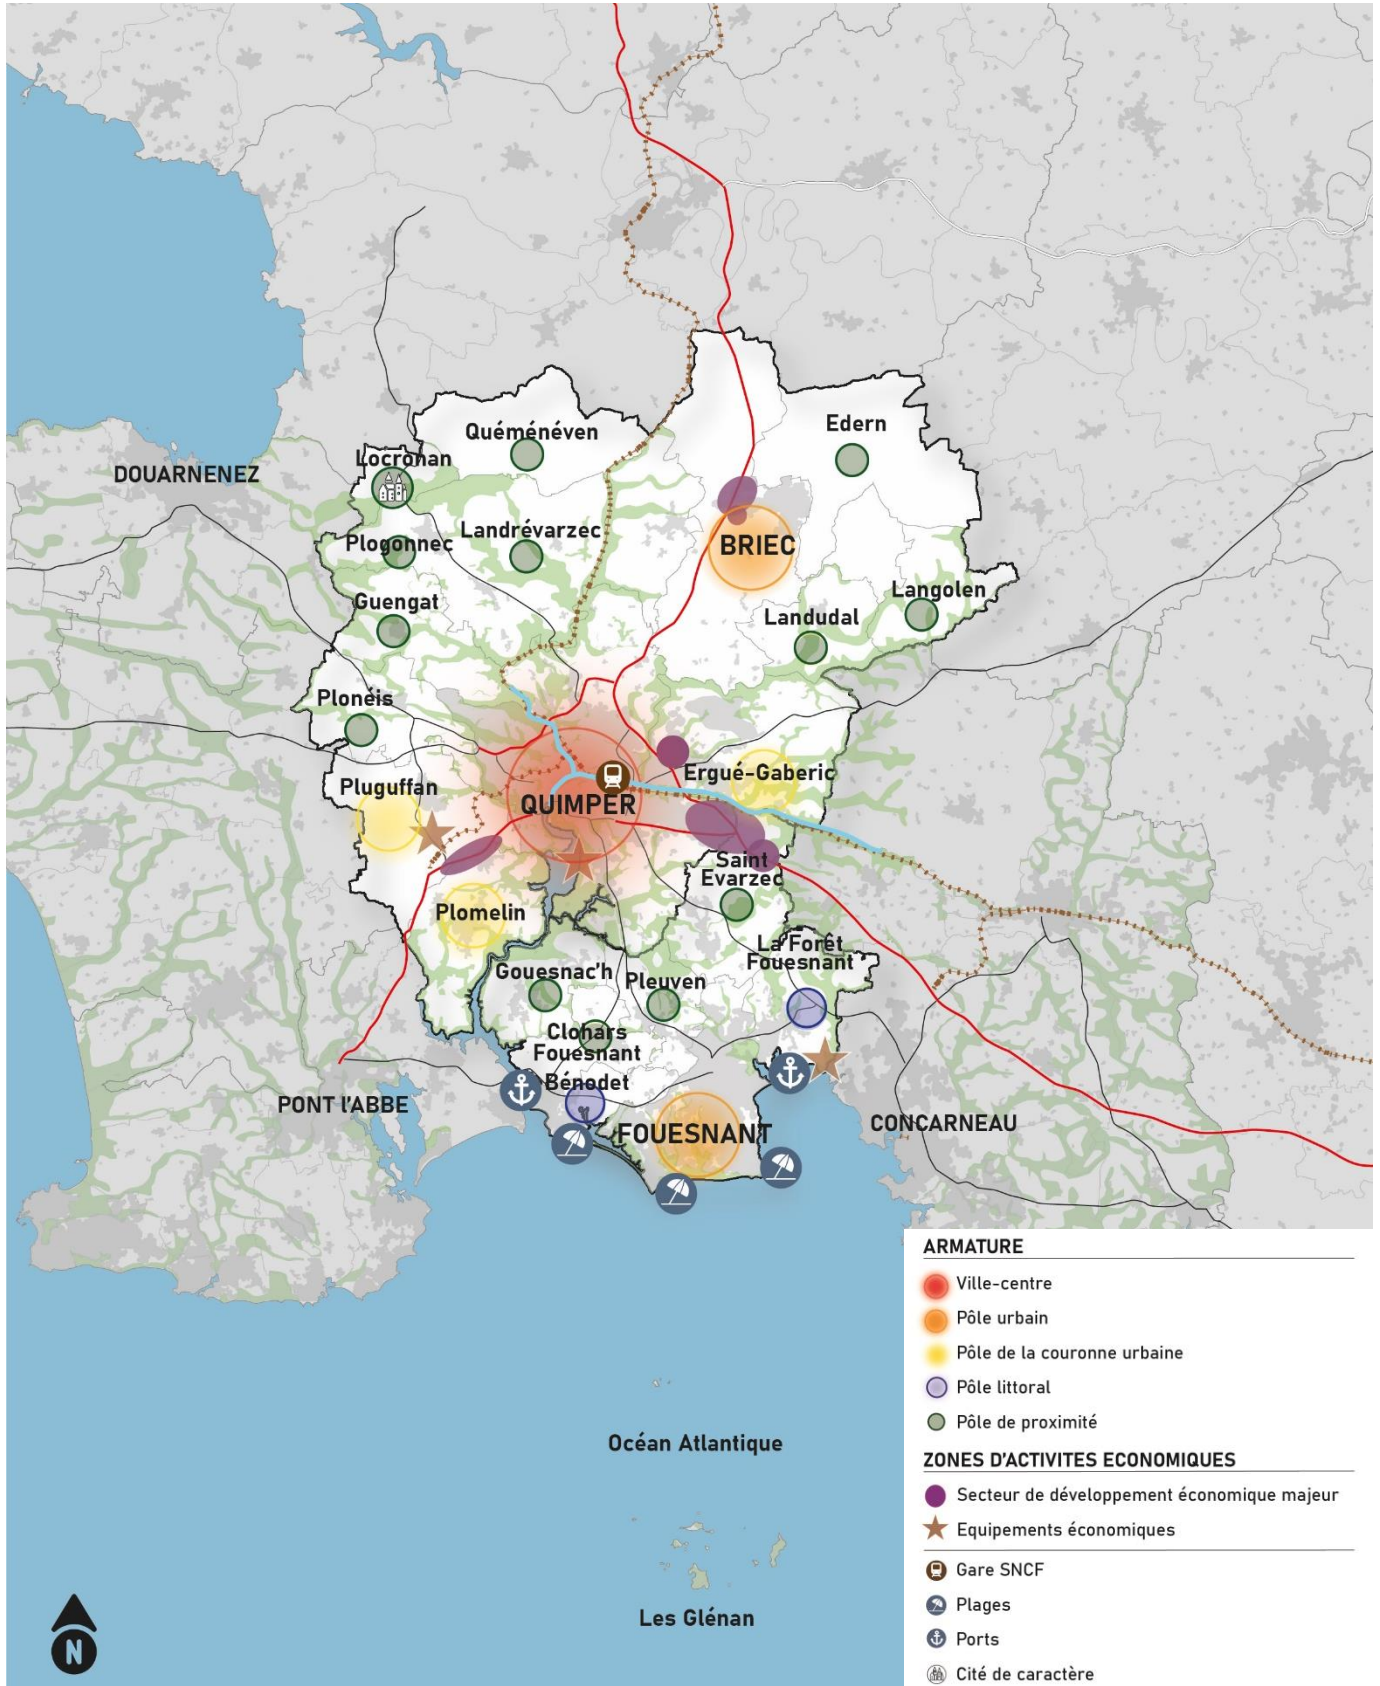 Quéménéven
Edern
Locronan
DOUARNENEZ
Plogonnec
Landrévarzec
BRIEC
Guengat
Landudal
Langolen
Plonéis
Ergué-Gaberic
Pluguffan
QUIMPER
Saint
Evarzec
Plomelin
La Forêt
Fouesnant
Gouesnac'h
Pleuven
Clohars
Fouesnant
Bénodet
PONT l'ABBE
FOUESNANT
CONCARNEAU
Océan Atlantique
Les Glénan
N
ARMATURE
Ville-centre
Pôle urbain
Pôle de la couronne urbaine
Pôle littoral
Pôle de proximité
ZONES D'ACTIVITES ECONOMIQUES
Secteur de développement économique majeur
Equipements économiques
Gare SNCF
Plages
Ports
Cité de caractère